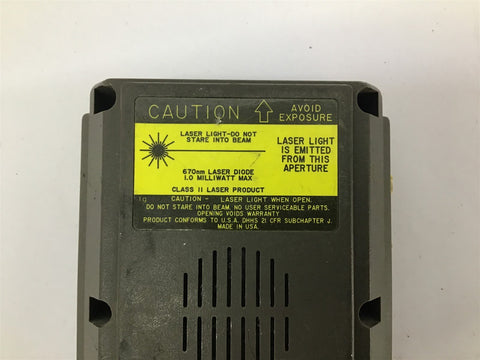 CAUTION
AVOID
EXPOSURE
LASER LIGHT-DO NOT
STARE INTO BEAM
670nm LASER DIODE
1.0 MILLIWATT MAX
CLASS II LASER PRODUCT
LASER LIGHT
IS EMITTED
FROM THIS
APERTURE
CAUTION - LASER LIGHT WHEN OPEN.
DO NOT STARE INTO BEAM. NO USER SERVICEABLE PARTS.
OPENING VOIDS WARRANTY
PRODUCT CONFORMS TO U.S.A. DHHS 21 CFR SUBCHAPTER J.
MADE IN USA.